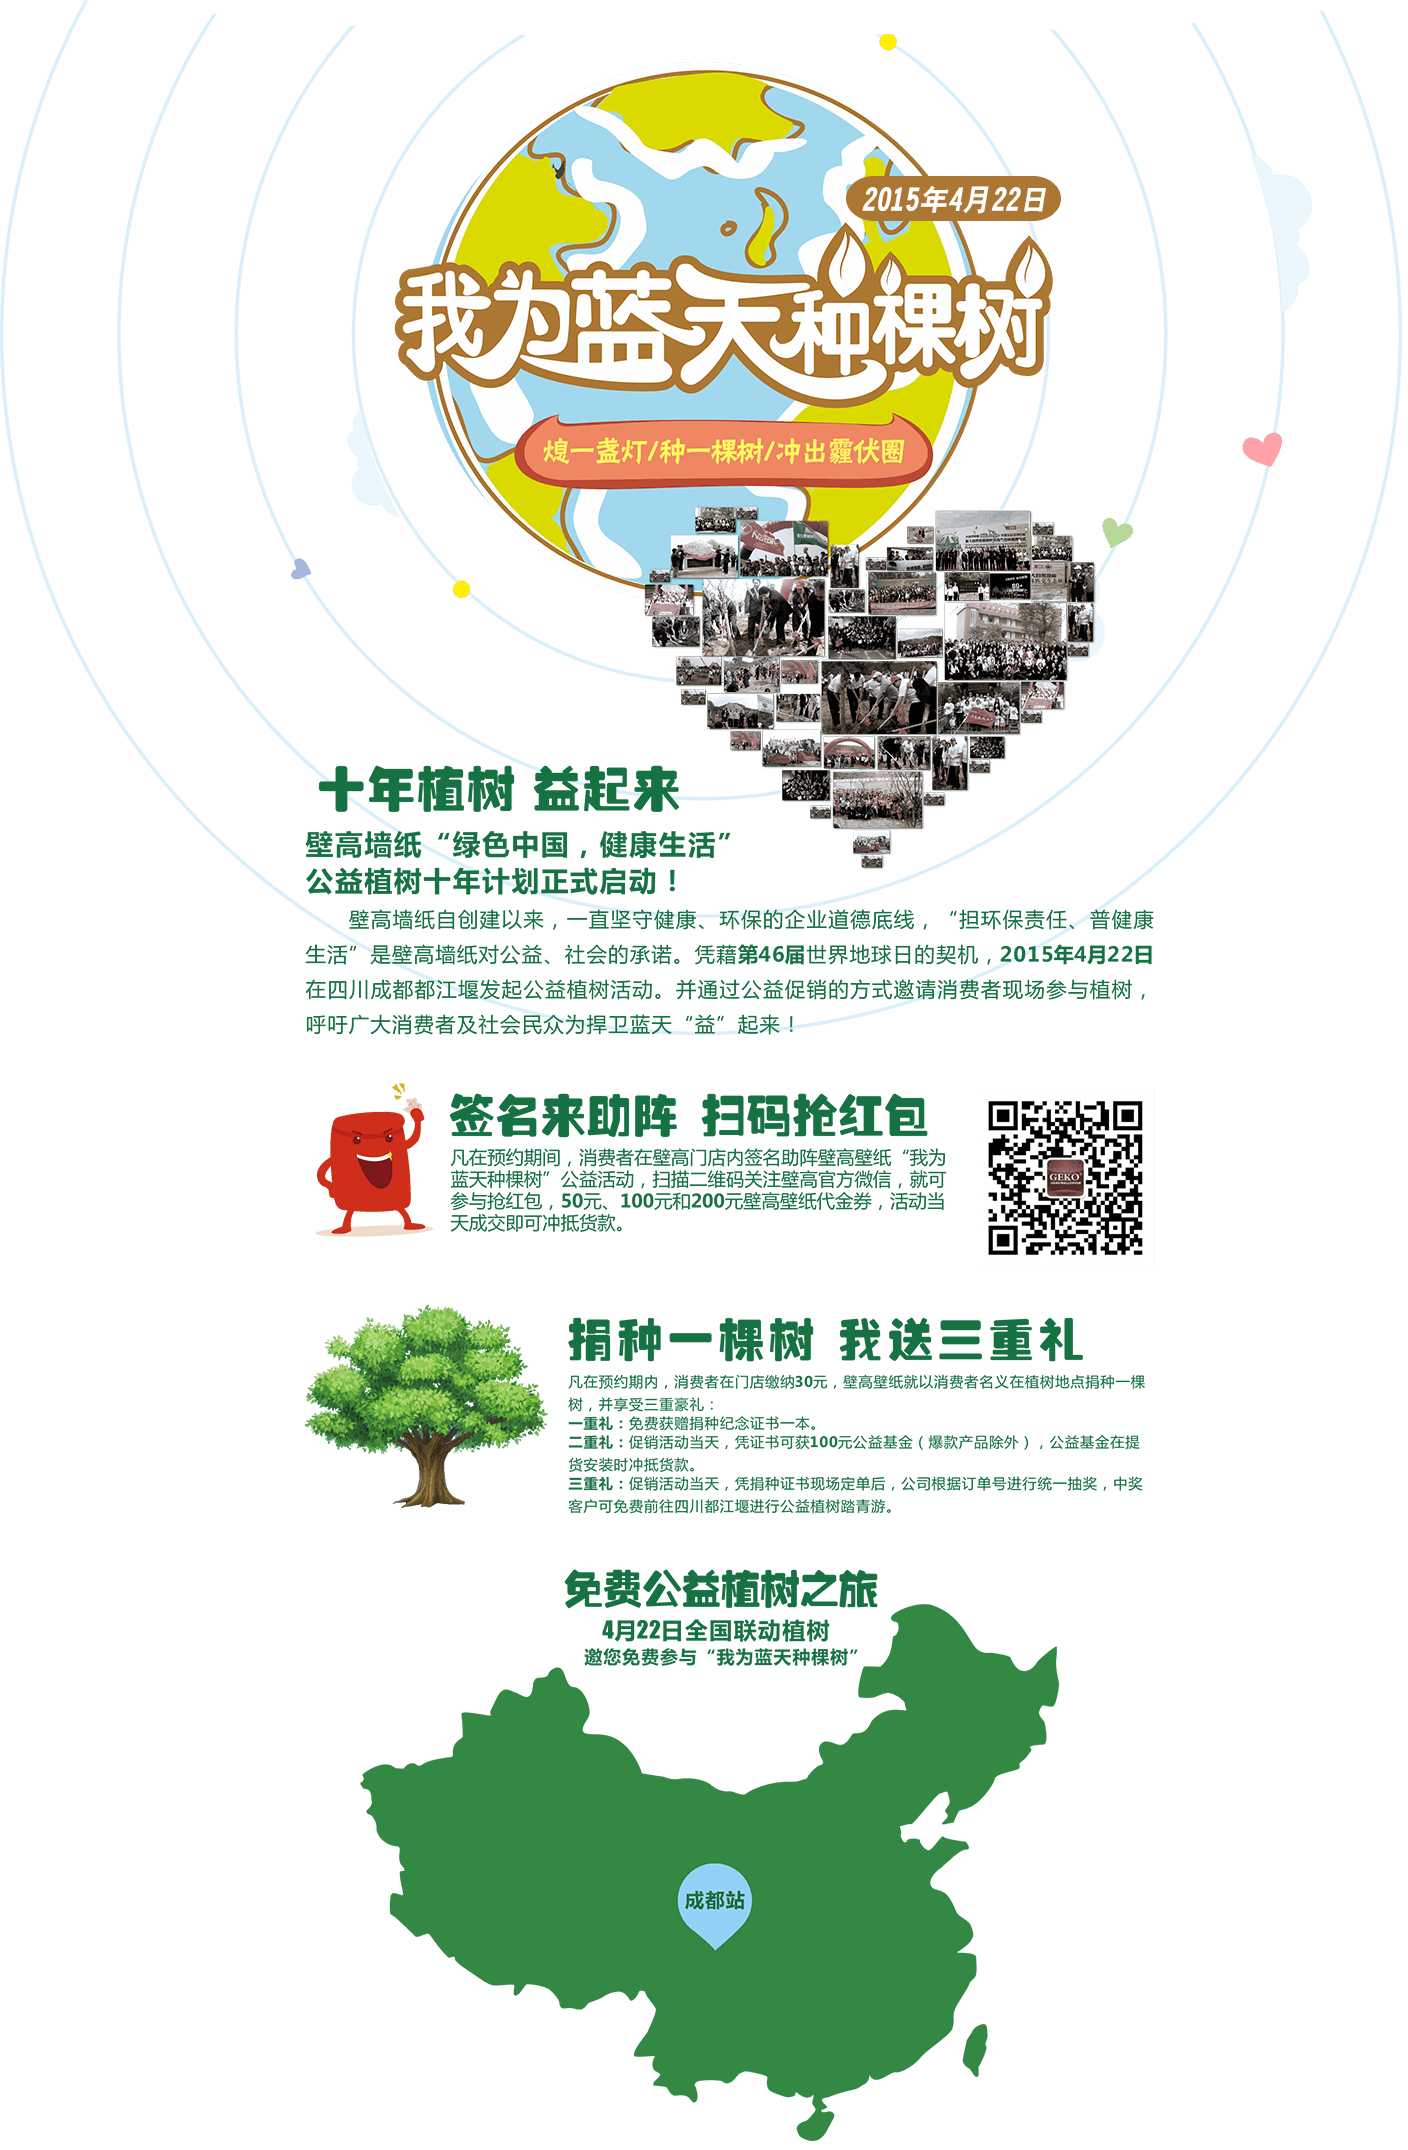 2015年4月22日
我为蓝天种棵树
熄一盏灯/种一棵树/冲出霾伏圈
十年植树 益起来
壁高墙纸“绿色中国，健康生活”
公益植树十年计划正式启动！
壁高墙纸自创建以来，一直坚守健康、环保的企业道德底线，“担环保责任、普健康
生活”是壁高墙纸对公益、社会的承诺。凭藉第46届世界地球日的契机，2015年4月22日
在四川成都都江堰发起公益植树活动。并通过公益促销的方式邀请消费者现场参与植树，
呼吁广大消费者及社会民众为捍卫蓝天“益”起来！
签名来助阵 扫码抢红包
凡在预约期间，消费者在壁高门店内签名助阵壁高壁纸“我为
蓝天种棵树”公益活动，扫描二维码关注壁高官方微信，就可
参与抢红包，50元、100元和200元壁高壁纸代金券，活动当
天成交即可冲抵货款。
GEKO
捐种一棵树 我送三重礼
凡在预约期内，消费者在门店缴纳30元，壁高壁纸就以消费者名义在植树地点捐种一棵
树，并享受三重豪礼：
一重礼：免费获赠捐种纪念证书一本。
二重礼：促销活动当天，凭证书可获100元公益基金（爆款产品除外），公益基金在提
货安装时冲抵货款。
三重礼：促销活动当天，凭捐种证书现场定单后，公司根据订单号进行统一抽奖，中奖
客户可免费前往四川都江堰进行公益植树踏青游。
免费公益植树之旅
4月22日全国联动植树
邀您免费参与“我为蓝天种棵树”
成都站